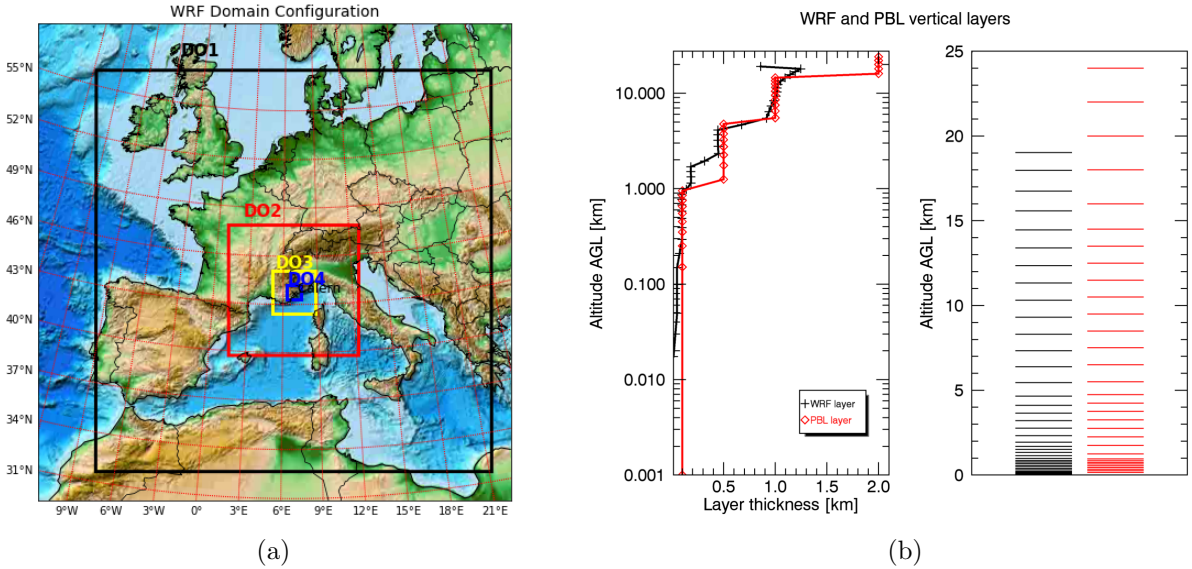 WRF Domain Configuration
DO1
DO2
DO3
DO4
55°N
52°N
49°N
46°N
43°N
40°N
37°N
34°N
31°N
9°W 6°W 3°W 0° 3°E 6°E 9°E 12°E 15°E 18°E 21°E
(a)
WRF and PBL vertical layers
Altitude AGL [km]
10.000
1.000
0.100
0.010
0.001
WRF layer
PBL layer
0.5 1.0 1.5 2.0
Layer thickness [km]
Altitude AGL [km]
25
20
15
10
5
0
(b)